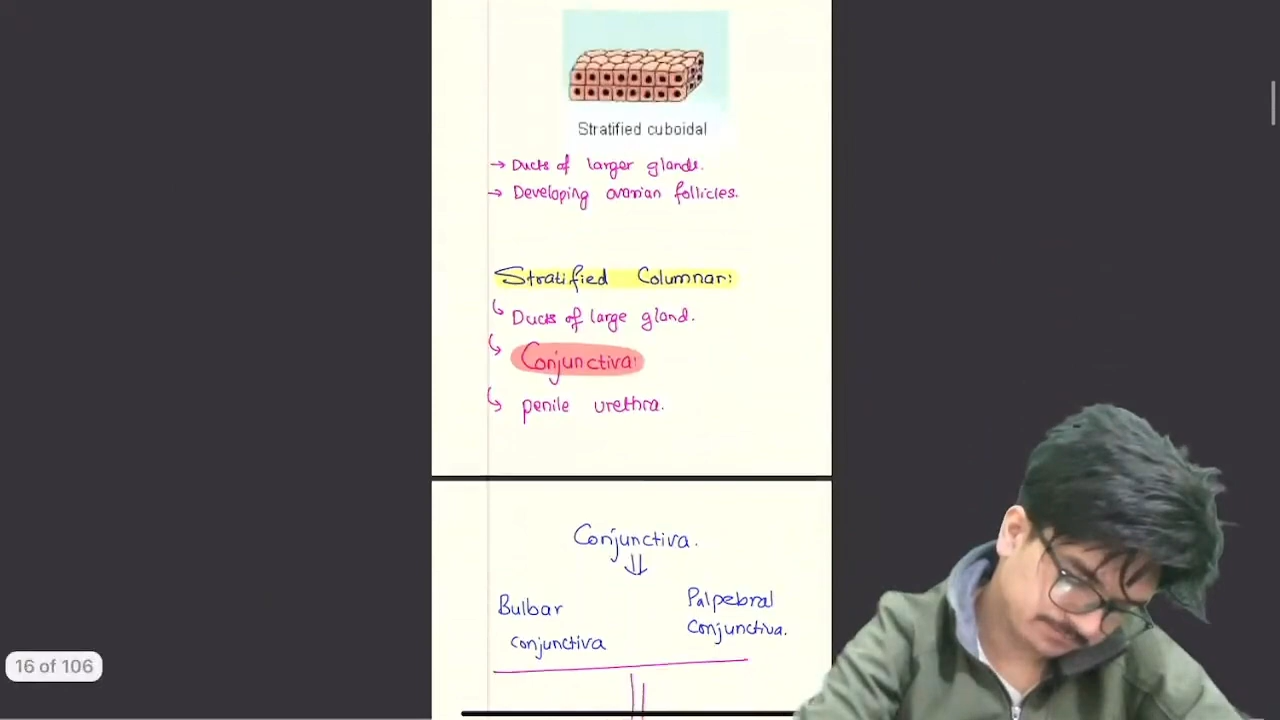 Stratified cuboidal
→ Ducts of larger glands.
→ Developing ovarian follicles.
Stratified Columnar:
Ducts of large gland.
Conjunctiva:
penile urethra.
Conjunctiva.
Bulbar conjunctiva
Palpebral Conjunctiva.
16 of 106